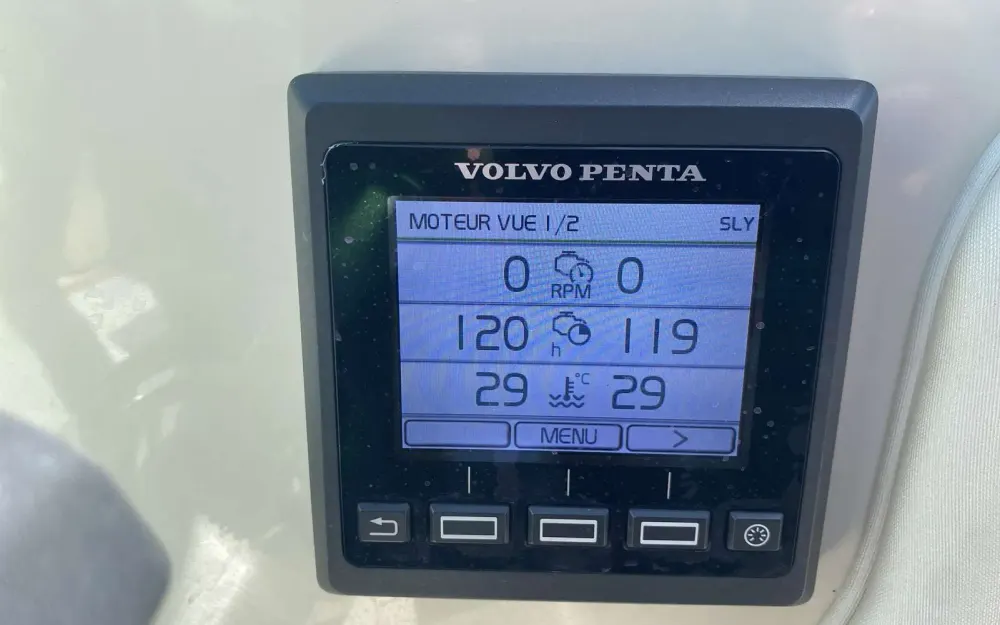 VOLVO PENTA
MOTEUR VUE 1/2 SLY
0 RPM 0
120 h 119
29 °C 29
MENU >